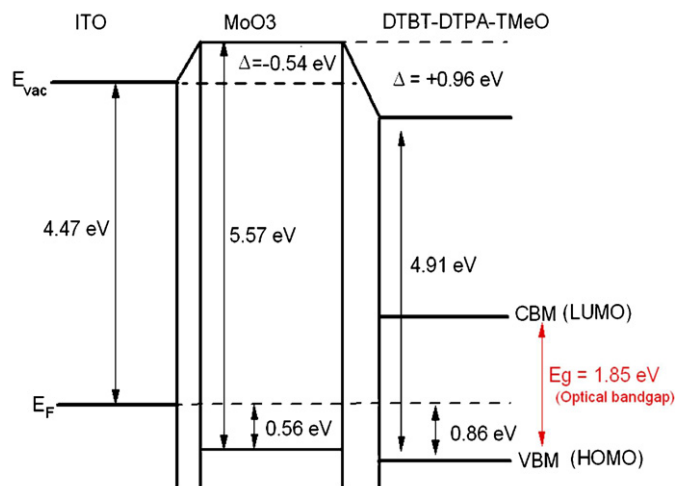 ITO MoO3 DTBT-DTPA-TMeO
Δ=-0.54 eV
Evac
Δ = +0.96 eV
4.47 eV
5.57 eV
4.91 eV
CBM (LUMO)
Eg = 1.85 eV
(Optical bandgap)
EF
0.56 eV
0.86 eV
VBM (HOMO)